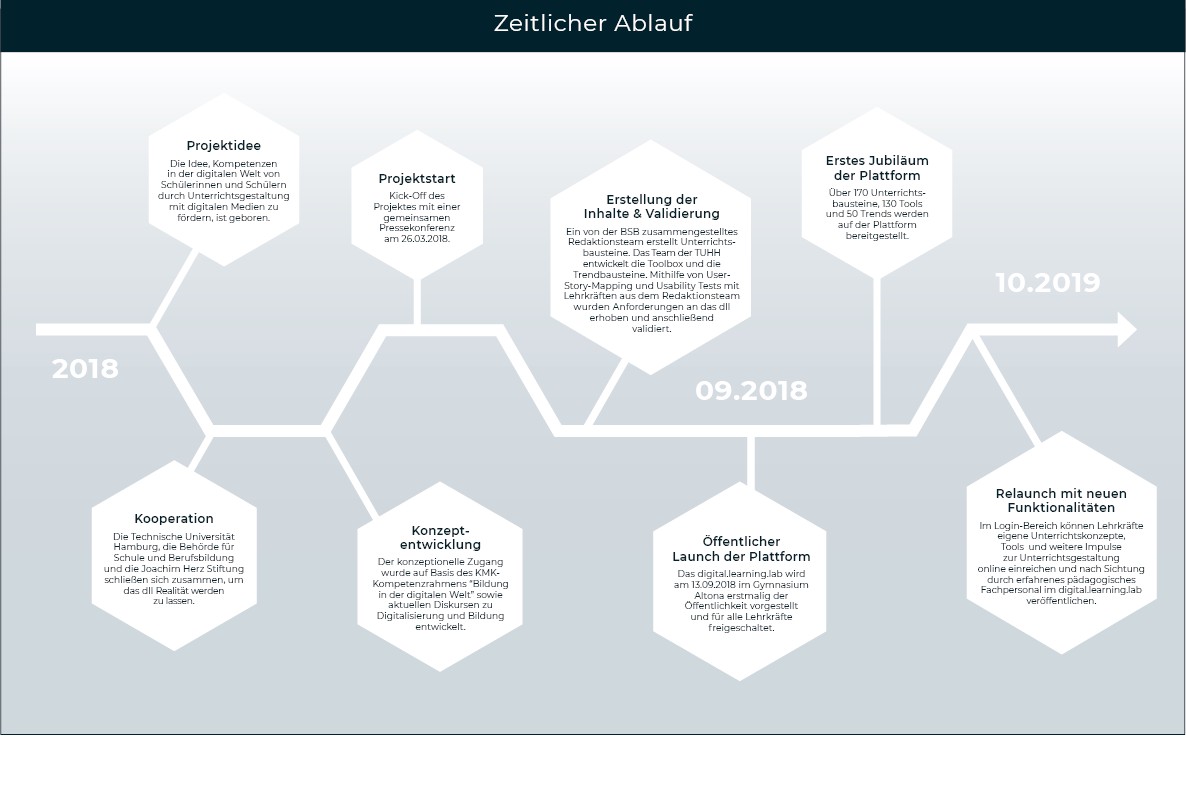 Zeitlicher Ablauf
Projektidee
Die Idee, Kompetenzen
in der digitalen Welt von
Schülerinnen und Schülern
durch Unterrichtsgestaltung
mit digitalen Medien zu
fördern, ist geboren.
Projektstart
Kick-Off des
Projektes mit einer
gemeinsamen
Pressekonferenz
am 26.03.2018.
Erstellung der
Inhalte & Validierung
Ein von der BSB zusammengestelltes
Redaktionsteam erstellt Unterrichts-
bausteine. Das Team der TUHH
entwickelt die Toolbox und die
Trendbausteine. Mithilfe von User-
Story-Mapping und Usability Tests mit
Lehrkräften aus dem Redaktionsteam
wurden Anforderungen an das dll
erhoben und anschließend
validiert.
Erstes Jubiläum
der Plattform
Über 170 Unterrichts-
bausteine, 130 Tools
und 50 Trends werden
auf der Plattform
bereitgestellt.
10.2019
2018
09.2018
Kooperation
Die Technische Universität
Hamburg, die Behörde für
Schule und Berufsbildung
und die Joachim Herz Stiftung
schließen sich zusammen, um
das dll Realität werden
zu lassen.
Konzept-
entwicklung
Der konzeptionelle Zugang
wurde auf Basis des KMK-
Kompetenzrahmens "Bildung
in der digitalen Welt" sowie
aktuellen Diskursen zu
Digitalisierung und Bildung
entwickelt.
Öffentlicher
Launch der Plattform
Das digital.learning.lab wird
am 13.09.2018 im Gymnasium
Altona erstmalig der
Öffentlichkeit vorgestellt
und für alle Lehrkräfte
freigeschaltet.
Relaunch mit neuen
Funktionalitäten
Im Login-Bereich können Lehrkräfte
eigene Unterrichtskonzepte,
Tools und weitere Impulse
zur Unterrichtsgestaltung
online einreichen und nach Sichtung
durch erfahrenes pädagogisches
Fachpersonal im digital.learning.lab
veröffentlichen.